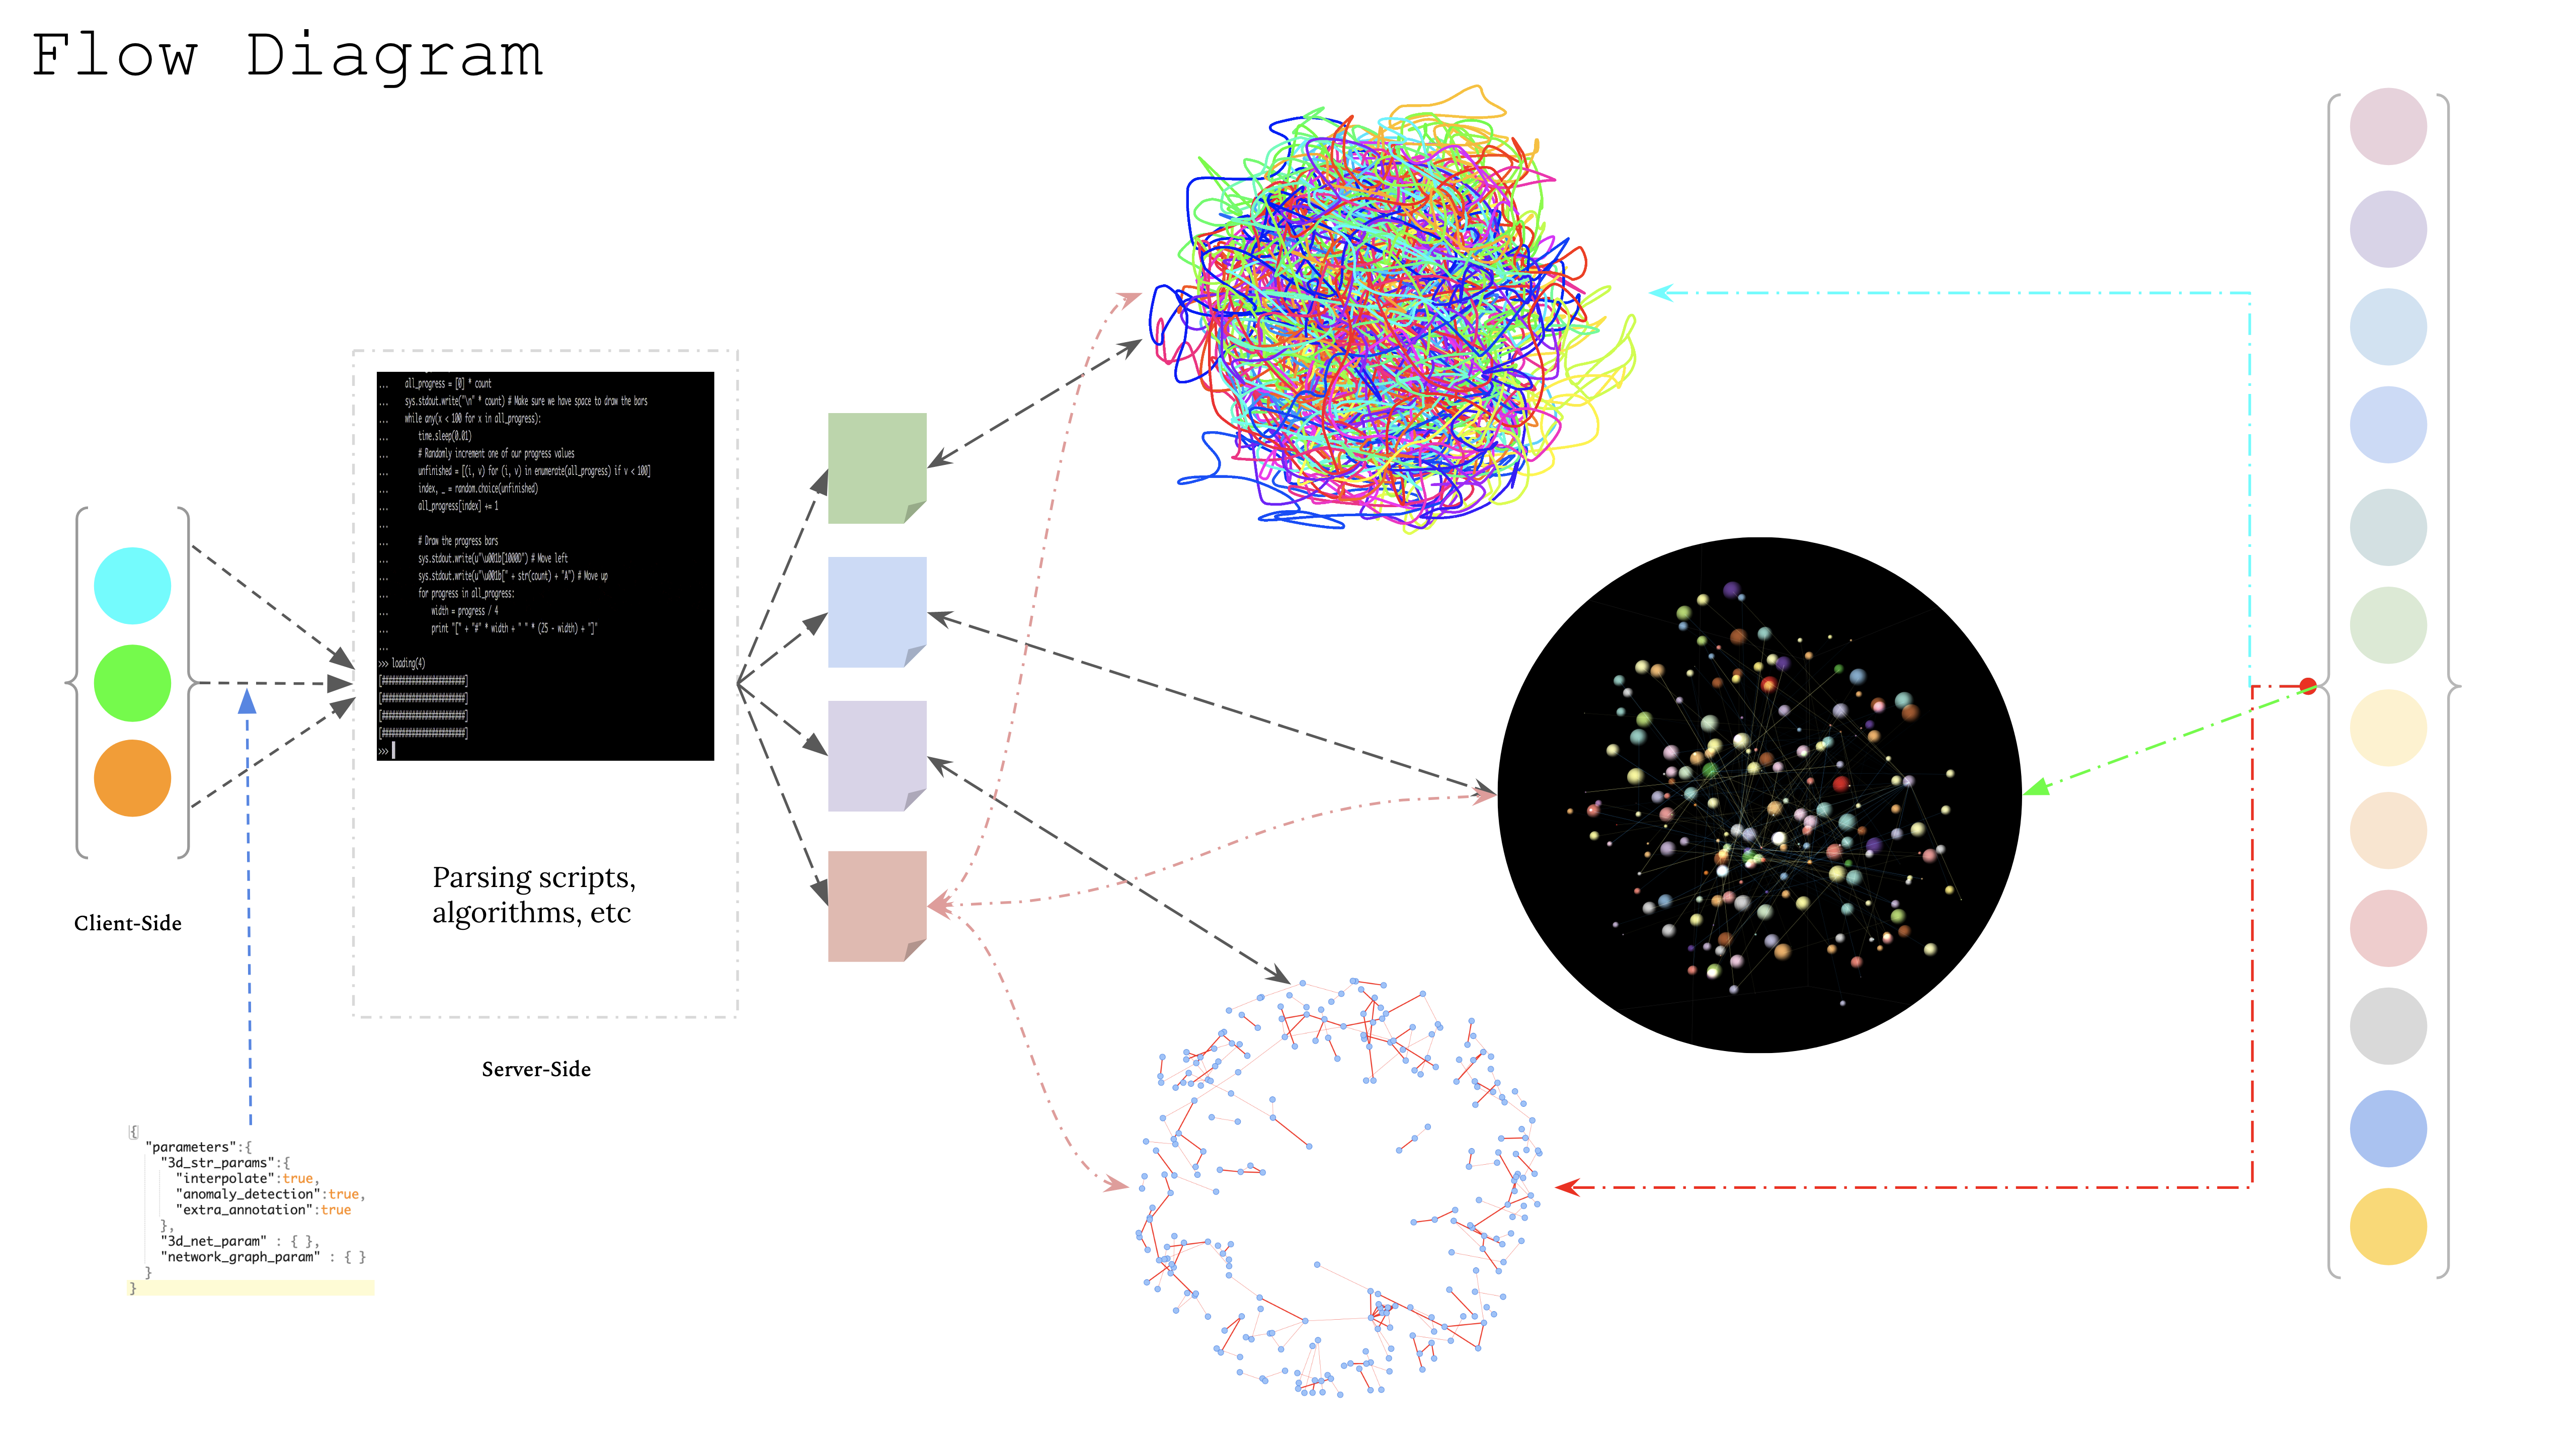 Flow Diagram
... all_progress = [0] * count
... sys.stdout.write("\n" * count) # Make sure we have space to draw the bars
... while any(x < 100 for x in all_progress):
... time.sleep(0.01)
... # Randomly increment one of our progress values
... unfinished = [(i, v) for (i, v) in enumerate(all_progress) if v < 100]
... index, _ = random.choice(unfinished)
... all_progress[index] += 1
...
... # Draw the progress bars
... sys.stdout.write(u"\u001b[1000D") # Move left
... sys.stdout.write(u"\u001b[" + str(count) + "A") # Move up
... for progress in all_progress:
... width = progress / 4
... print "[" + "#" * width + " " * (25 - width) + "]"
...
>>> loading(4)
[#########################]
[#########################]
[#########################]
[#########################]
>>>
Parsing scripts,
algorithms, etc
Client-Side
Server-Side
{
"parameters":{
"3d_str_params":{
"interpolate":true,
"anomaly_detection":true,
"extra_annotation":true
},
"3d_net_param" : { },
"network_graph_param" : { }
}
}